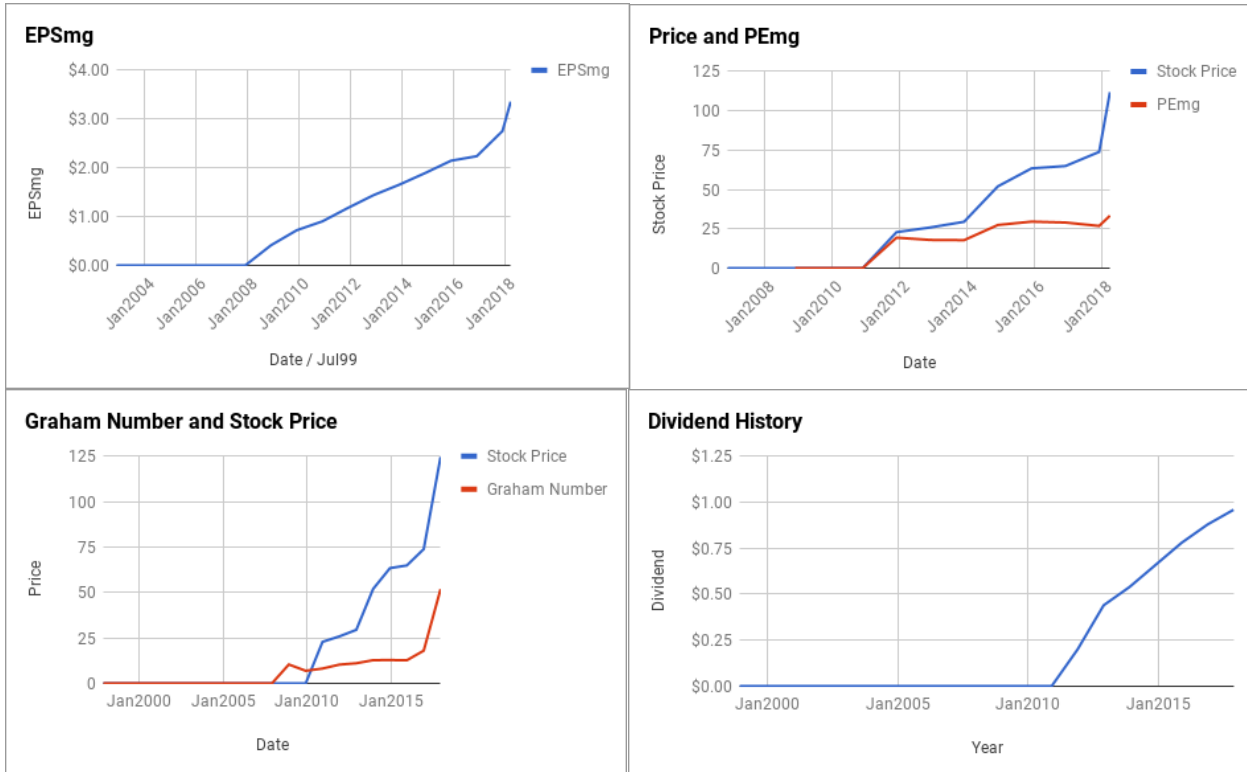 EPSmg
EPSmg
$4.00
$3.00
$2.00
$1.00
$0.00
EPSmg
Jan2004
Jan2006
Jan2008
Jan2010
Jan2012
Jan2014
Jan2016
Jan2018
Date / Jul99
Price and PEmg
Stock Price
PEmg
125
100
75
50
25
0
Stock Price
Jan2008
Jan2010
Jan2012
Jan2014
Jan2016
Jan2018
Date
Graham Number and Stock Price
Stock Price
Graham Number
125
100
75
50
25
0
Price
Jan2000
Jan2005
Jan2010
Jan2015
Date
Dividend History
$1.25
$1.00
$0.75
$0.50
$0.25
$0.00
Dividend
Jan2000
Jan2005
Jan2010
Jan2015
Year